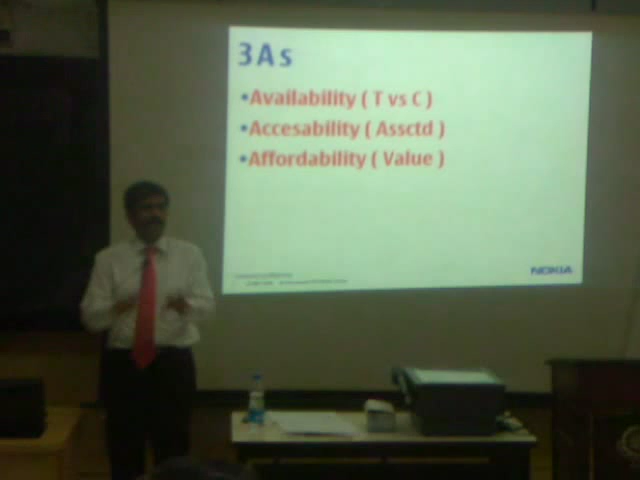 3As
•Availability ( T vs C )
•Accesability ( Assctd )
•Affordability ( Value )
NOKIA